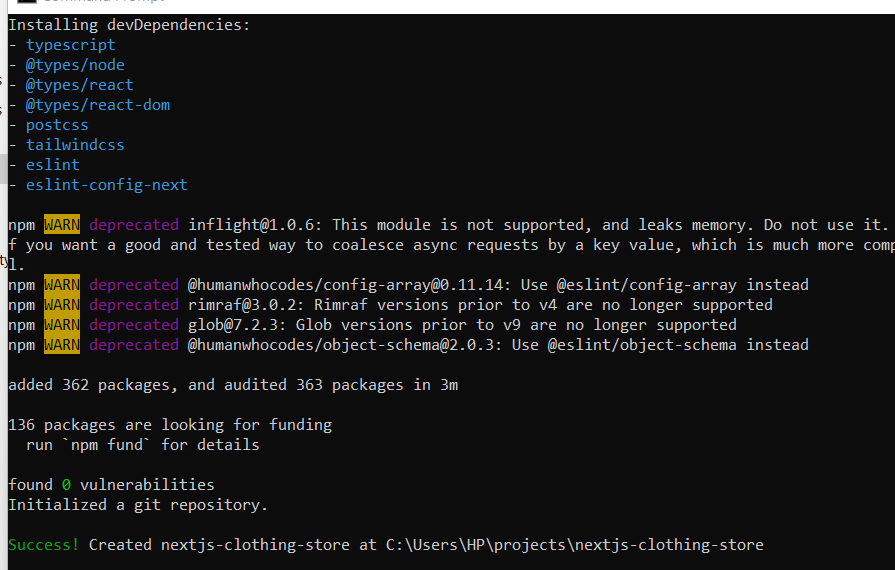 Command Prompt
Installing devDependencies:
- typescript
- @types/node
- @types/react
- @types/react-dom
- postcss
- tailwindcss
- eslint
- eslint-config-next
npm WARN deprecated inflight@1.0.6: This module is not supported, and leaks memory. Do not use it.
f you want a good and tested way to coalesce async requests by a key value, which is much more comp
l.
npm WARN deprecated @humanwhocodes/config-array@0.11.14: Use @eslint/config-array instead
npm WARN deprecated rimraf@3.0.2: Rimraf versions prior to v4 are no longer supported
npm WARN deprecated glob@7.2.3: Glob versions prior to v9 are no longer supported
npm WARN deprecated @humanwhocodes/object-schema@2.0.3: Use @eslint/object-schema instead
added 362 packages, and audited 363 packages in 3m
136 packages are looking for funding
run `npm fund` for details
found 0 vulnerabilities
Initialized a git repository.
Success! Created nextjs-clothing-store at C:\Users\HP\projects\nextjs-clothing-store